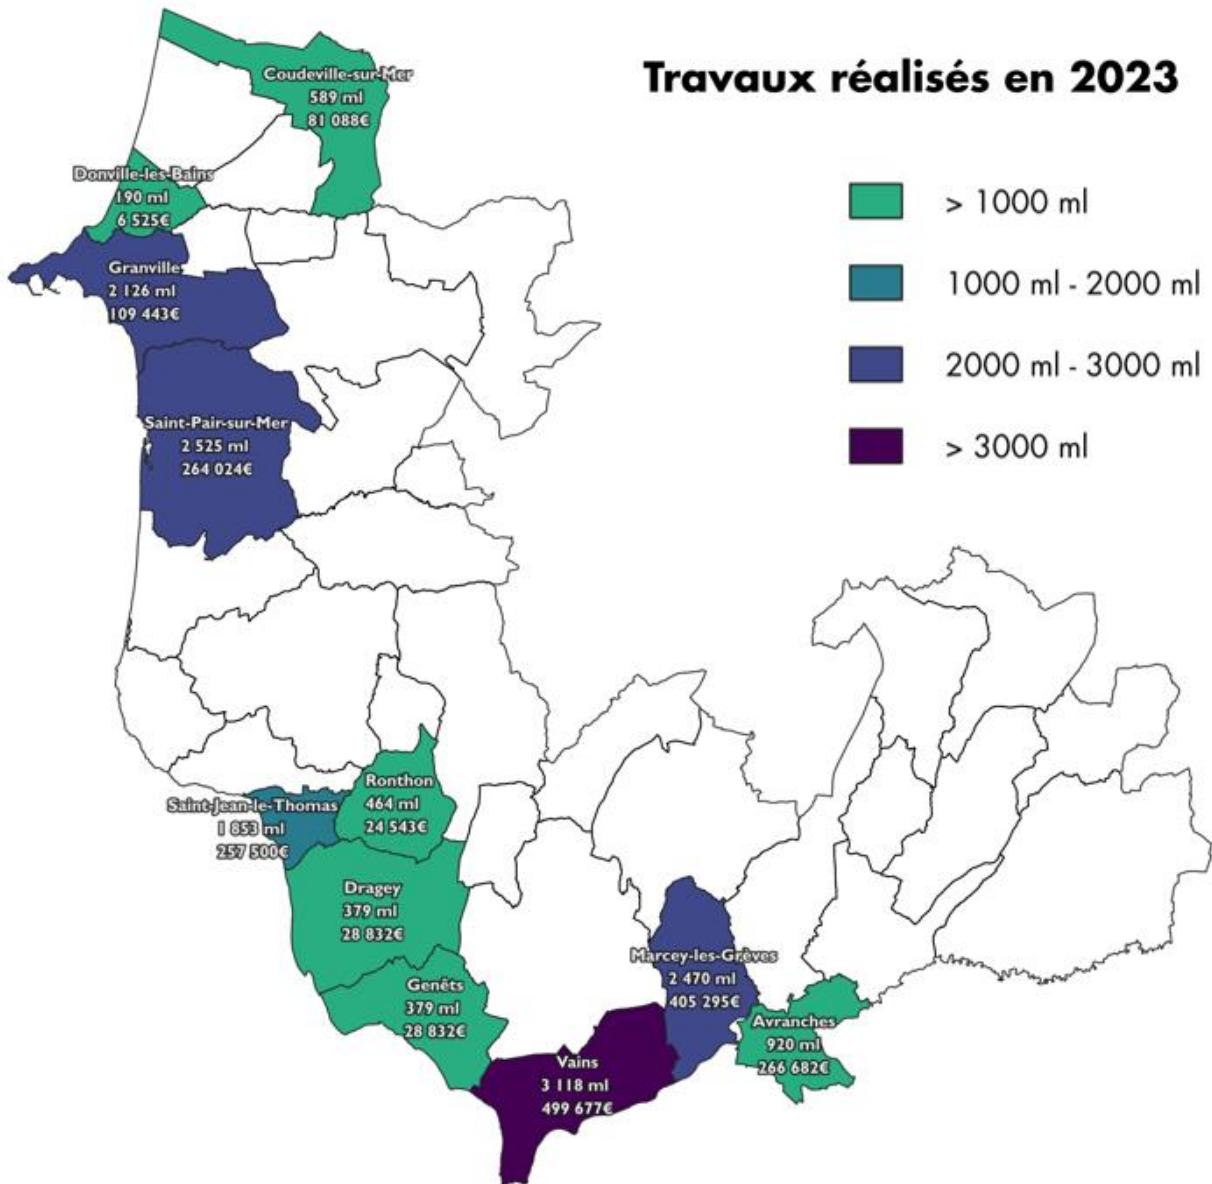 Travaux réalisés en 2023
> 1000 ml
1000 ml - 2000 ml
2000 ml - 3000 ml
> 3000 ml
Coudeville-sur-Mer
589 ml
81 088€
Donville-les-Bains
190 ml
6 525€
Granville
2 126 ml
109 443€
Saint-Pair-sur-Mer
2 525 ml
264 024€
Ronthon
464 ml
24 543€
Saint-Jean-le-Thomas
1 853 ml
257 500€
Dragey
379 ml
28 832€
Genêts
379 ml
28 832€
Marcey-les-Grèves
2 470 ml
405 295€
Avranches
920 ml
266 682€
Vains
3 118 ml
499 677€